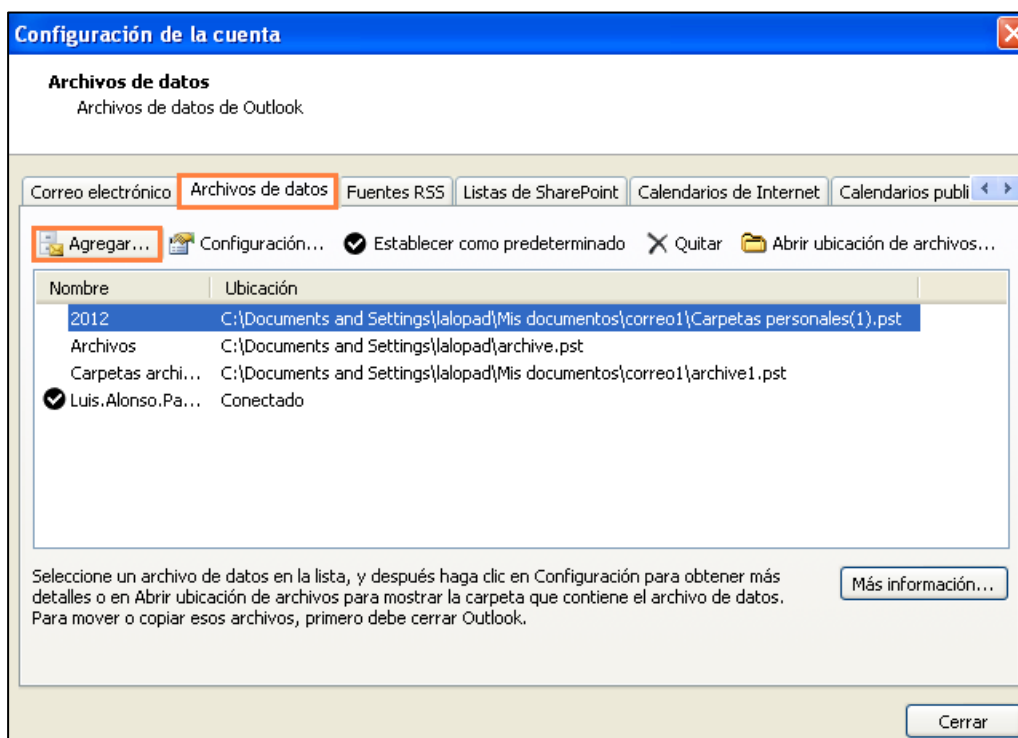 Configuración de la cuenta
Archivos de datos
Archivos de datos de Outlook
Correo electrónico Archivos de datos Fuentes RSS Listas de SharePoint Calendarios de Internet Calendarios publi
Agregar... Configuración... Establecer como predeterminado Quitar Abrir ubicación de archivos...
Nombre Ubicación
2012 C:\Documents and Settings\lalopad\Mis documentos\correo1\Carpetas personales(1).pst
Archivos C:\Documents and Settings\lalopad\archive.pst
Carpetas archi... C:\Documents and Settings\lalopad\Mis documentos\correo1\archive1.pst
Luis.Alonso.Pa... Conectado
Seleccione un archivo de datos en la lista, y después haga clic en Configuración para obtener más
detalles o en Abrir ubicación de archivos para mostrar la carpeta que contiene el archivo de datos.
Para mover o copiar esos archivos, primero debe cerrar Outlook.
Más información...
Cerrar